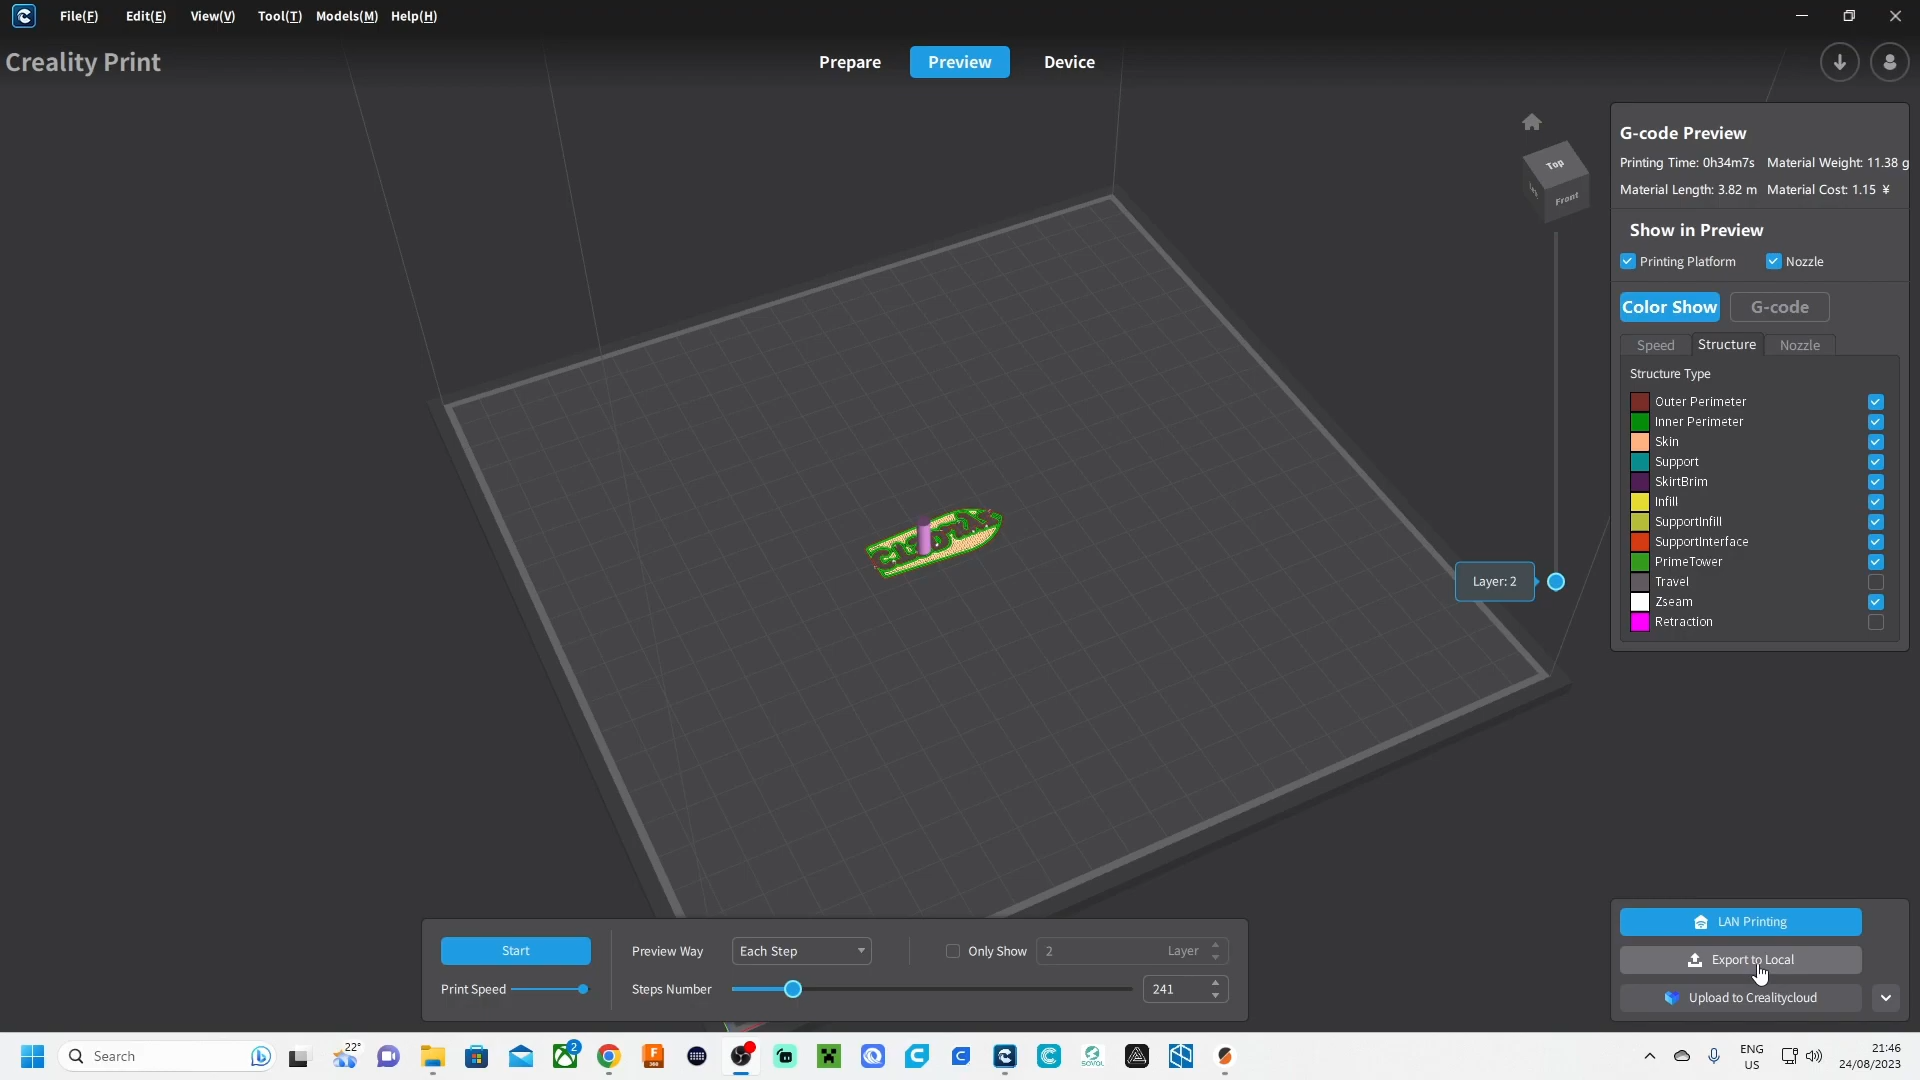 File(F) Edit(E) View(V) Tool(T) Models(M) Help(H)
Creality Print
Prepare Preview Device
Top
Front
G-code Preview
Printing Time: 0h34m7s Material Weight: 11.38 g
Material Length: 3.82 m Material Cost: 1.15 ¥
Show in Preview
Printing Platform Nozzle
Color Show G-code
Speed Structure Nozzle
Structure Type
Outer Perimeter
Inner Perimeter
Skin
Support
SkirtBrim
Infill
SupportInfill
SupportInterface
PrimeTower
Travel
Zseam
Retraction
Layer: 2
Start Preview Way Each Step Only Show 2 Layer
Print Speed Steps Number 241
LAN Printing
Export to Local
Upload to Crealitycloud
Search
22°
2
F
360
SOVOL
ENG
US
21:46
24/08/2023